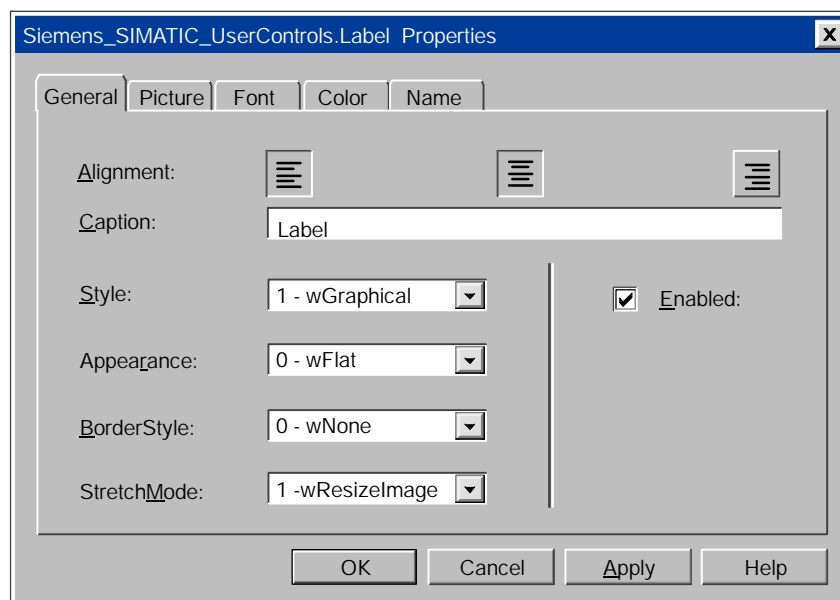 Siemens_SIMATIC_UserControls.Label Properties X
General Picture Font Color Name
Alignment:
Caption: Label
Style: 1 - wGraphical Enabled:
Appearance: 0 - wFlat
BorderStyle: 0 - wNone
StretchMode: 1 -wResizeImage
OK Cancel Apply Help